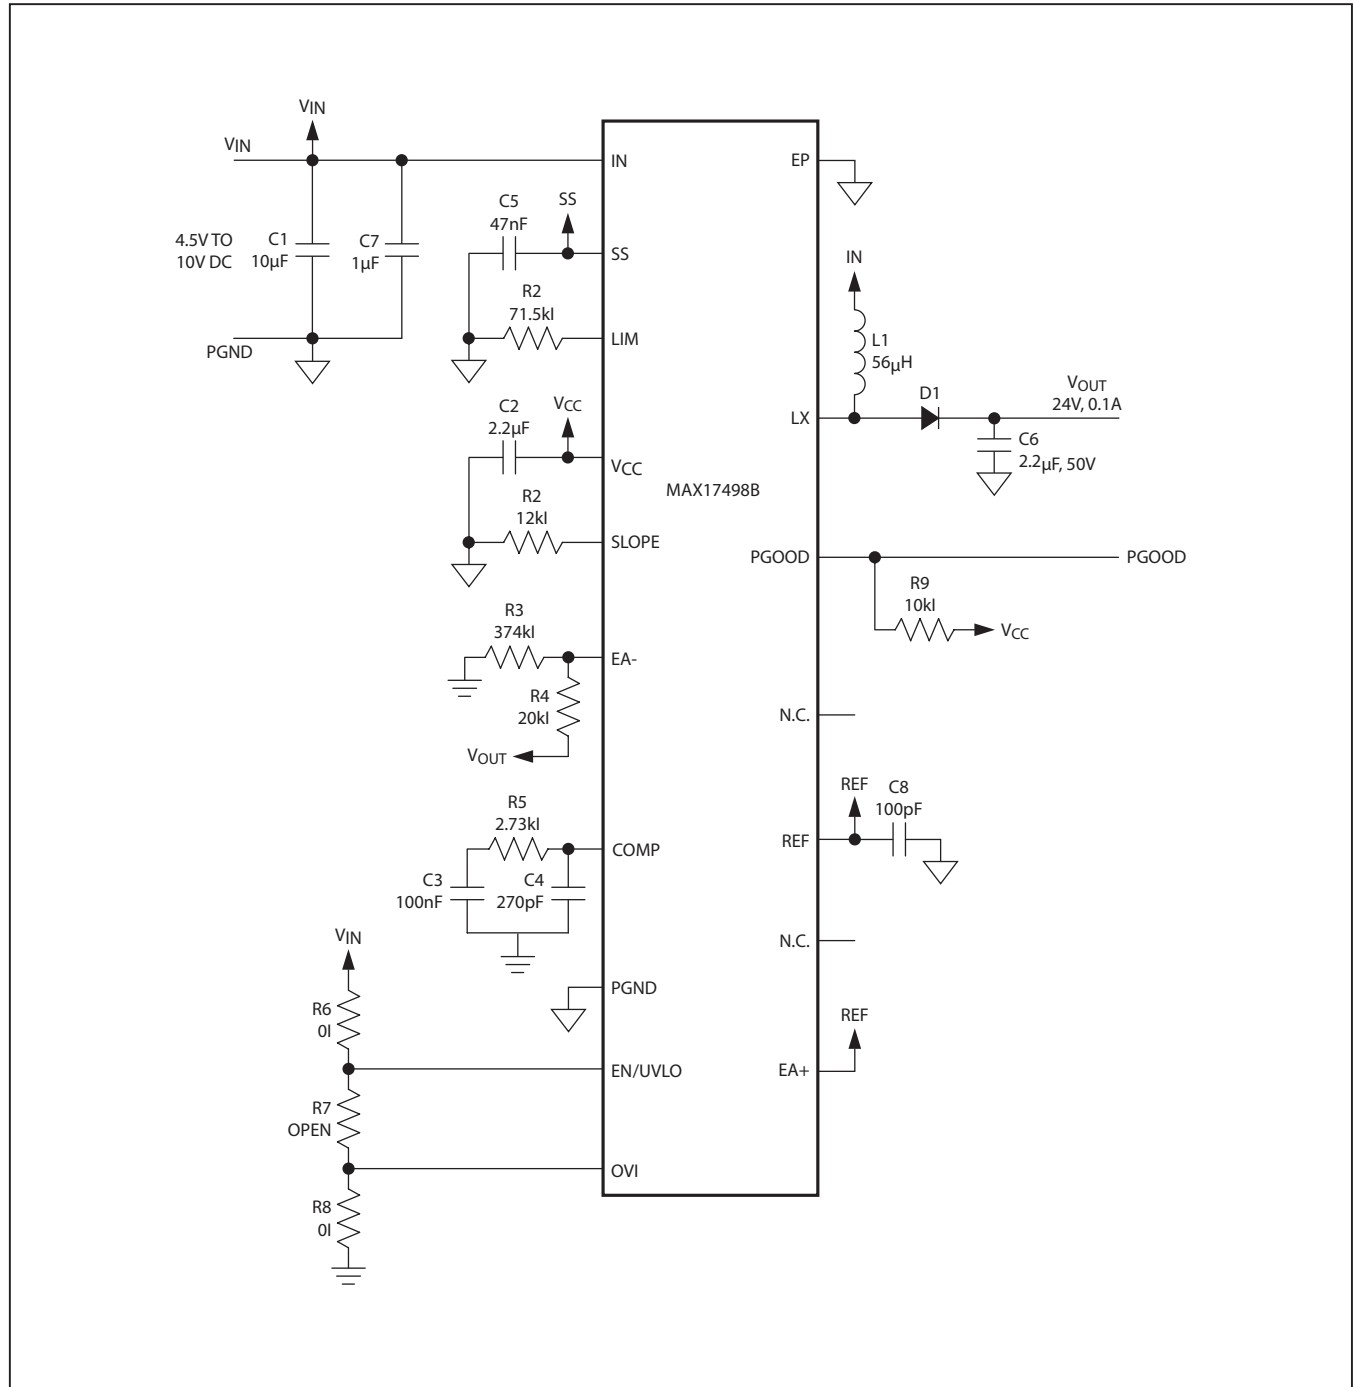 VIN
VIN
4.5V TO
10V DC
C1
10µF
C7
1µF
PGND
C5
47nF
SS
R2
71.5kl
C2
2.2µF
VCC
R2
12kl
R3
374kl
R4
20kl
VOUT
R5
2.73kl
C3
100nF
C4
270pF
VIN
R6
0l
R7
OPEN
R8
0l
IN
SS
LIM
VCC
SLOPE
EA-
COMP
PGND
EN/UVLO
OVI
MAX17498B
EP
LX
PGOOD
N.C.
REF
N.C.
EA+
IN
L1
56µH
D1
VOUT
24V, 0.1A
C6
2.2µF, 50V
PGOOD
R9
10kl
VCC
REF
C8
100pF
REF